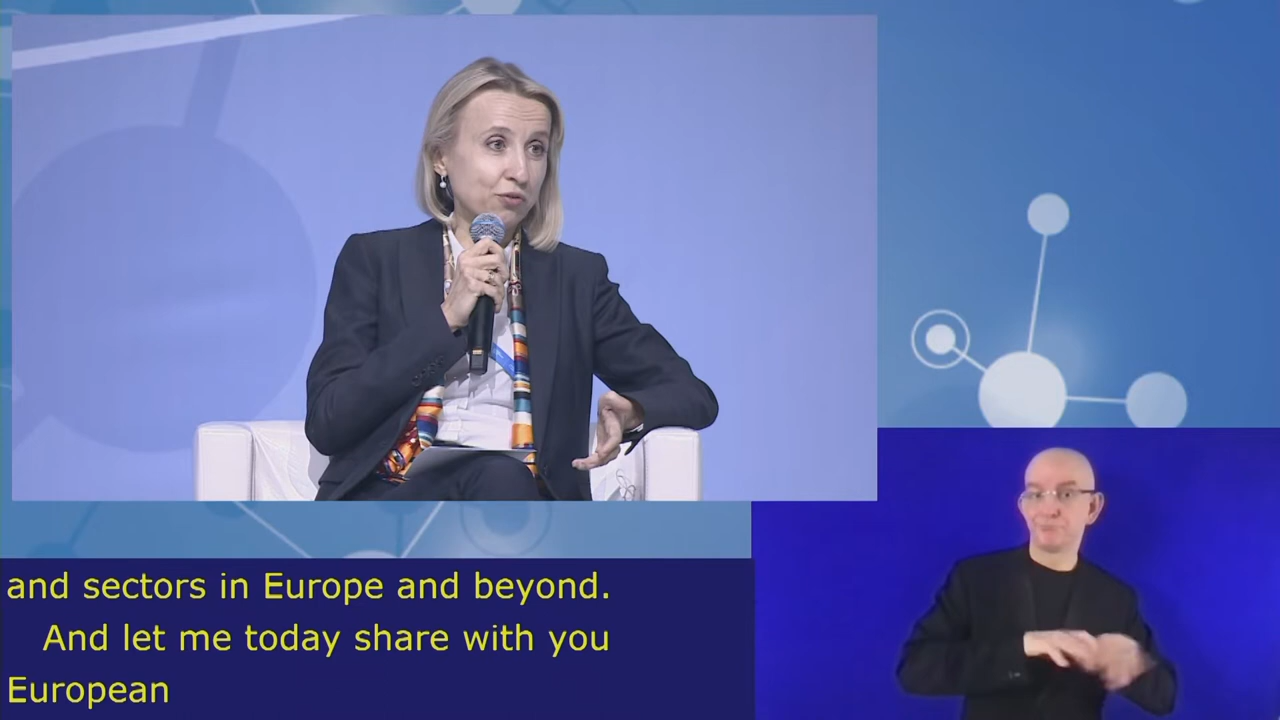 and sectors in Europe and beyond.
And let me today share with you
European